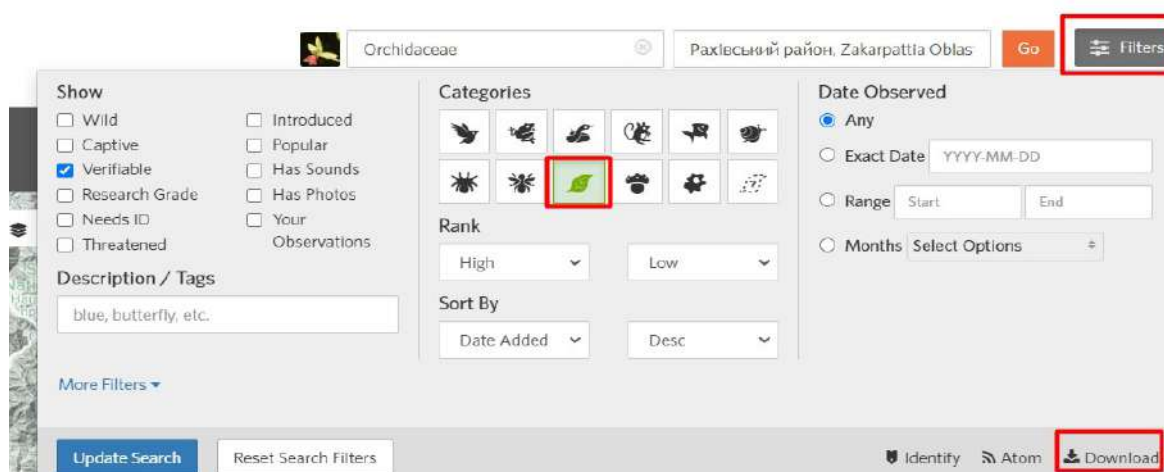 Orchidaceae
Рахівський район, Zakarpattia Oblas
Go
Filters
Show
Wild
Captive
Verifiable
Research Grade
Needs ID
Threatened
Introduced
Popular
Has Sounds
Has Photos
Your
Observations
Description / Tags
blue, butterfly, etc.
More Filters
Categories
Rank
High
Low
Sort By
Date Added
Desc
Date Observed
Any
Exact Date YYYY-MM-DD
Range Start End
Months Select Options
Update Search
Reset Search Filters
Identify
Atom
Download